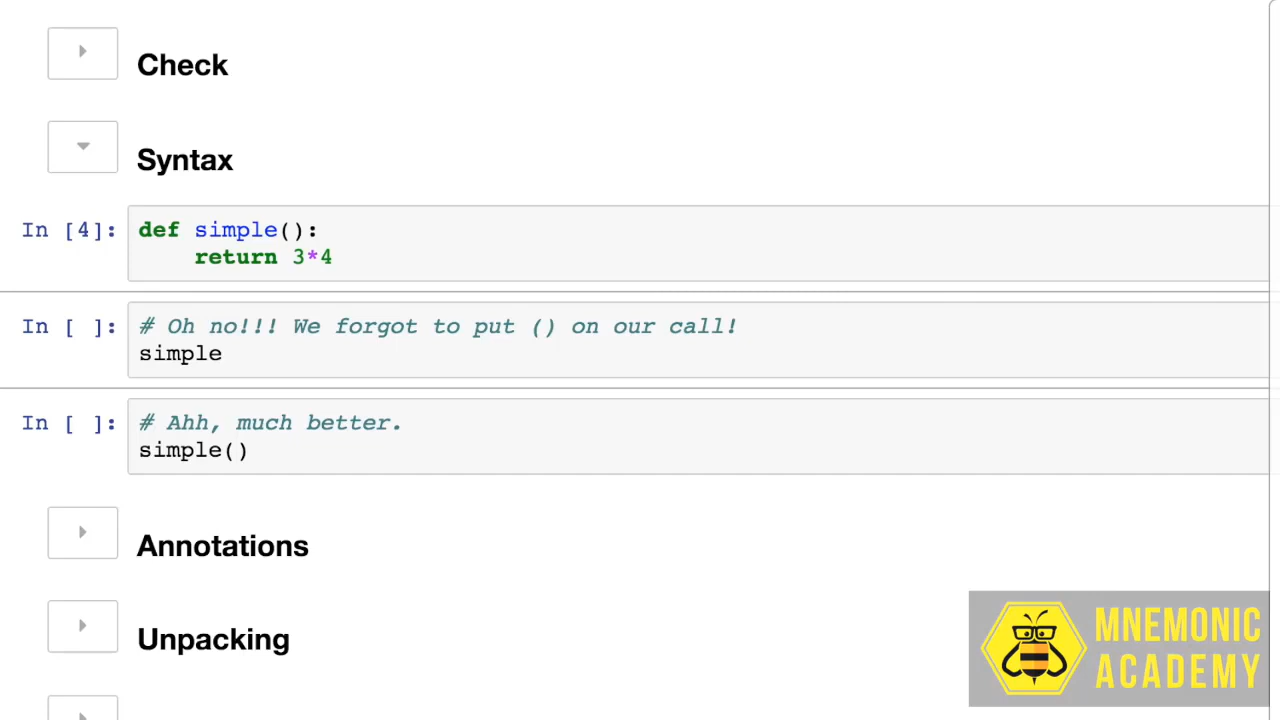 Check
Syntax
In [4]: def simple():
return 3*4
In [ ]: # Oh no!!! We forgot to put () on our call!
simple
In [ ]: # Ahh, much better.
simple()
Annotations
Unpacking
MNEMONIC
ACADEMY